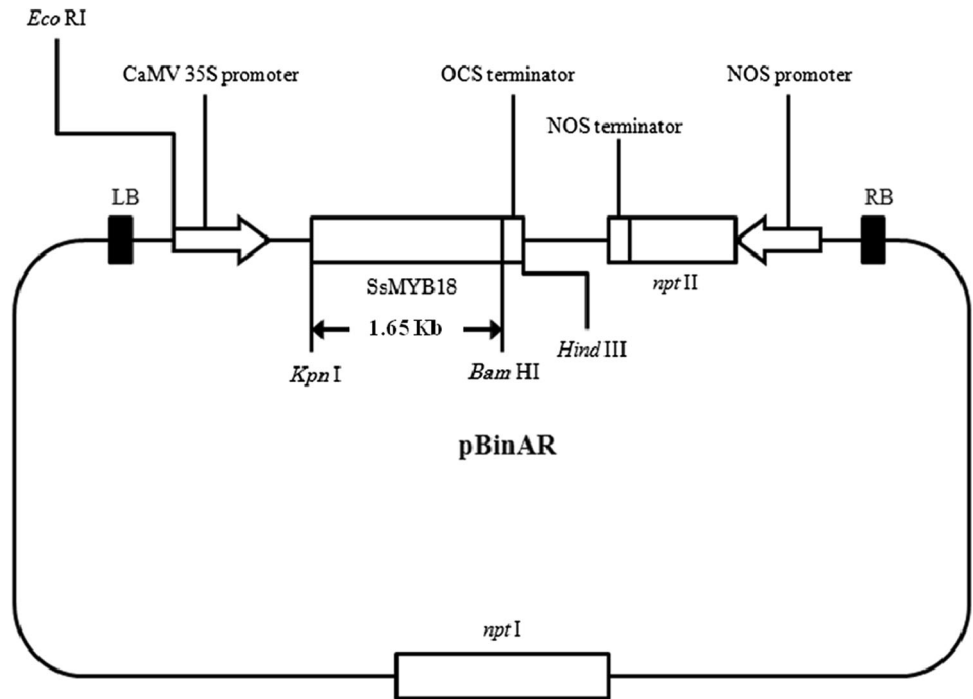 Eco RI
CaMV 35S promoter
OCS terminator
NOS promoter
NOS terminator
LB
RB
SsMYB18
npt II
1.65 Kb
Hind III
Kpn I
Bam HI
pBinAR
npt I